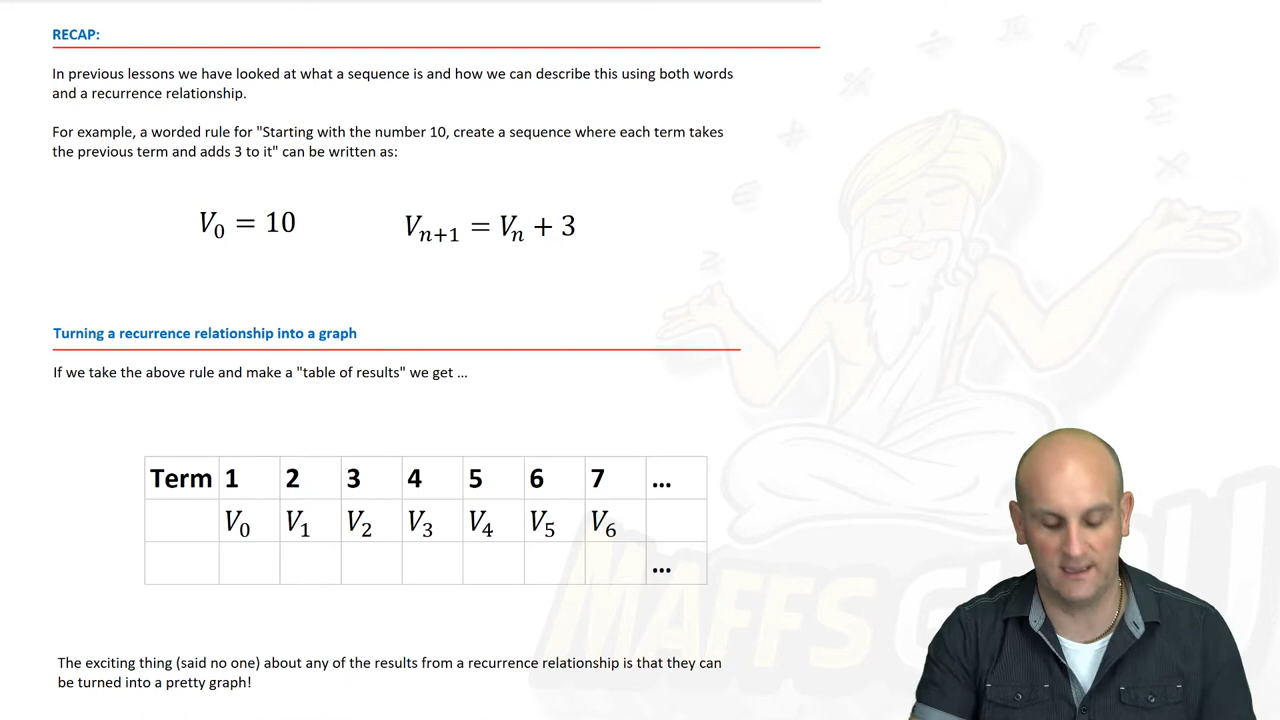 RECAP:
In previous lessons we have looked at what a sequence is and how we can describe this using both words
and a recurrence relationship.
For example, a worded rule for "Starting with the number 10, create a sequence where each term takes
the previous term and adds 3 to it" can be written as:
V₀ = 10 Vₙ₊₁ = Vₙ + 3
Turning a recurrence relationship into a graph
If we take the above rule and make a "table of results" we get ...
Term 1 2 3 4 5 6 7 ...
V₀ V₁ V₂ V₃ V₄ V₅ V₆
...
The exciting thing (said no one) about any of the results from a recurrence relationship is that they can
be turned into a pretty graph!
MAFFS